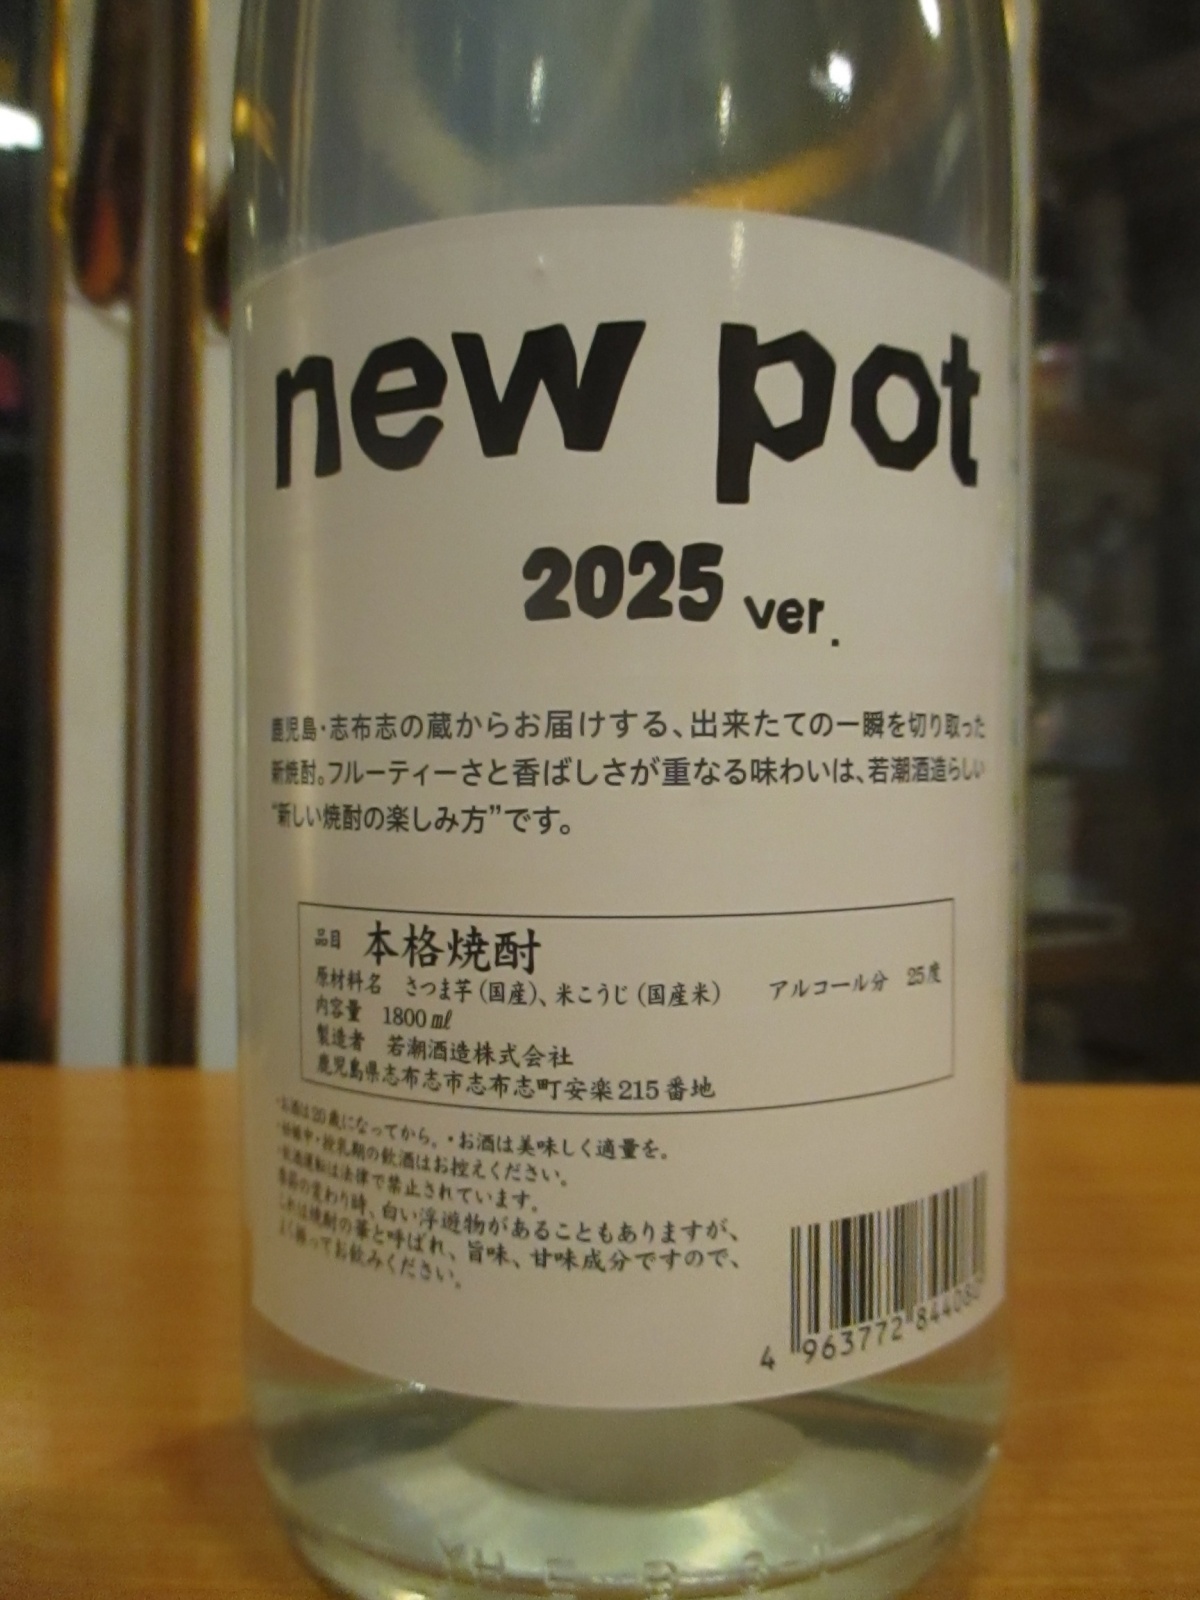 new pot
2025 ver.
鹿児島・志布志の蔵からお届けする、出来たての一瞬を切り取った
新焼酎。フルーティーさと香ばしさが重なる味わいは、若潮酒造らしい
“新しい焼酎の楽しみ方”です。
品目 本格焼酎
原材料名 さつま芋(国産)、米こうじ(国産米) アルコール分 25度
内容量 1800㎖
製造者 若潮酒造株式会社
鹿児島県志布志市志布志町安楽215番地
・お酒は20歳になってから。・お酒は美味しく適量を。
・妊娠中・授乳期の飲酒はお控えください。
・飲酒運転は法律で禁止されています。
季節の変わり時、白い浮遊物があることもありますが、
これは焼酎の華と呼ばれ、旨味、甘味成分ですので、
よく振ってお飲みください。
4 963772 844080